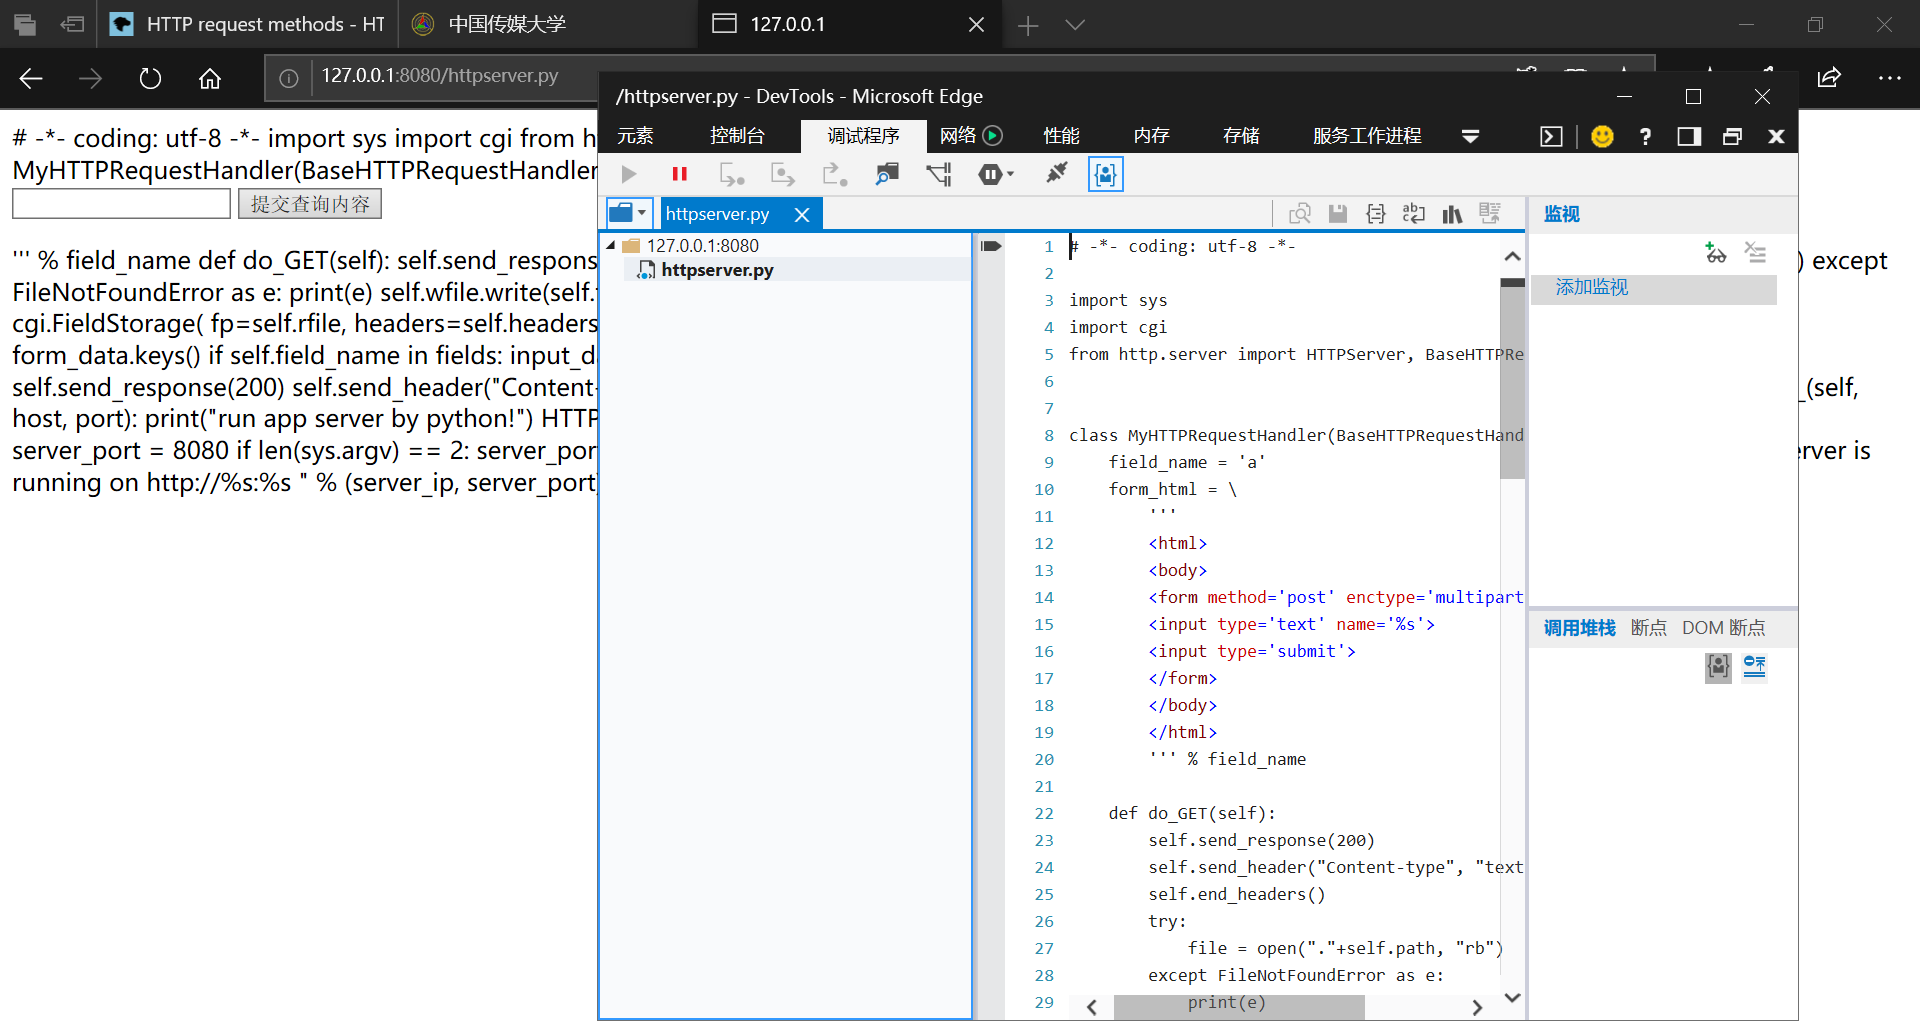 HTTP request methods - HT
中国传媒大学
127.0.0.1
127.0.0.1:8080/httpserver.py
# -*- coding: utf-8 -*- import sys import cgi from h
MyHTTPRequestHandler(BaseHTTPRequestHandler
提交查询内容
''' % field_name def do_GET(self): self.send_respons
) except
FileNotFoundError as e: print(e) self.wfile.write(self.
cgi.FieldStorage( fp=self.rfile, headers=self.headers
form_data.keys() if self.field_name in fields: input_d
self.send_response(200) self.send_header("Content-
_(self,
host, port): print("run app server by python!") HTTP
server_port = 8080 if len(sys.argv) == 2: server_por
erver is
running on http://%s:%s " % (server_ip, server_port)
/httpserver.py - DevTools - Microsoft Edge
元素 控制台 调试程序 网络 性能 内存 存储 服务工作进程
httpserver.py
监视
127.0.0.1:8080
httpserver.py
添加监视
调用堆栈 断点 DOM 断点
1 # -*- coding: utf-8 -*-
2
3 import sys
4 import cgi
5 from http.server import HTTPServer, BaseHTTPRe
6
7
8 class MyHTTPRequestHandler(BaseHTTPRequestHand
9 field_name = 'a'
10 form_html = \
11 '''
12 <html>
13 <body>
14 <form method='post' enctype='multipart
15 <input type='text' name='%s'>
16 <input type='submit'>
17 </form>
18 </body>
19 </html>
20 ''' % field_name
21
22 def do_GET(self):
23 self.send_response(200)
24 self.send_header("Content-type", "text
25 self.end_headers()
26 try:
27 file = open("."+self.path, "rb")
28 except FileNotFoundError as e:
29 print(e)